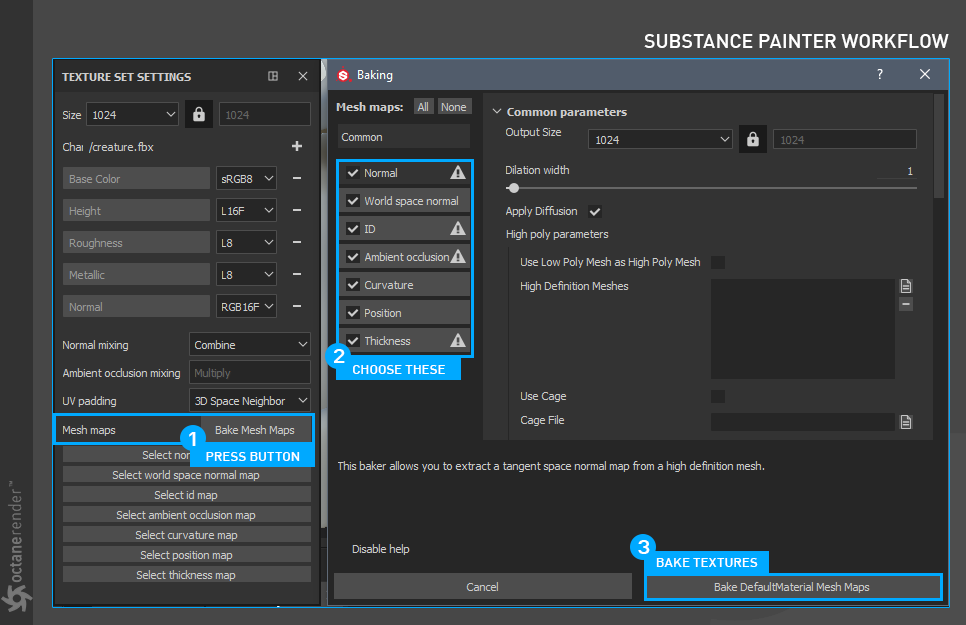 SUBSTANCE PAINTER WORKFLOW
TEXTURE SET SETTINGS
Size 1024 1024
Char /creature.fbx
Base Color sRGB8
Height L16F
Roughness L8
Metallic L8
Normal RGB16F
Normal mixing Combine
Ambient occlusion mixing Multiply
UV padding 3D Space Neighbor
Mesh maps Bake Mesh Maps
1 PRESS BUTTON
Select nor
Select world space normal map
Select id map
Select ambient occlusion map
Select curvature map
Select position map
Select thickness map
Baking ?
Mesh maps: All None
Common
Normal
World space normal
ID
Ambient occlusion
Curvature
Position
Thickness
2 CHOOSE THESE
Common parameters
Output Size 1024 1024
Dilation width 1
Apply Diffusion
High poly parameters
Use Low Poly Mesh as High Poly Mesh
High Definition Meshes
Use Cage
Cage File
This baker allows you to extract a tangent space normal map from a high definition mesh.
Disable help
3 BAKE TEXTURES
Cancel Bake DefaultMaterial Mesh Maps
octanerender™